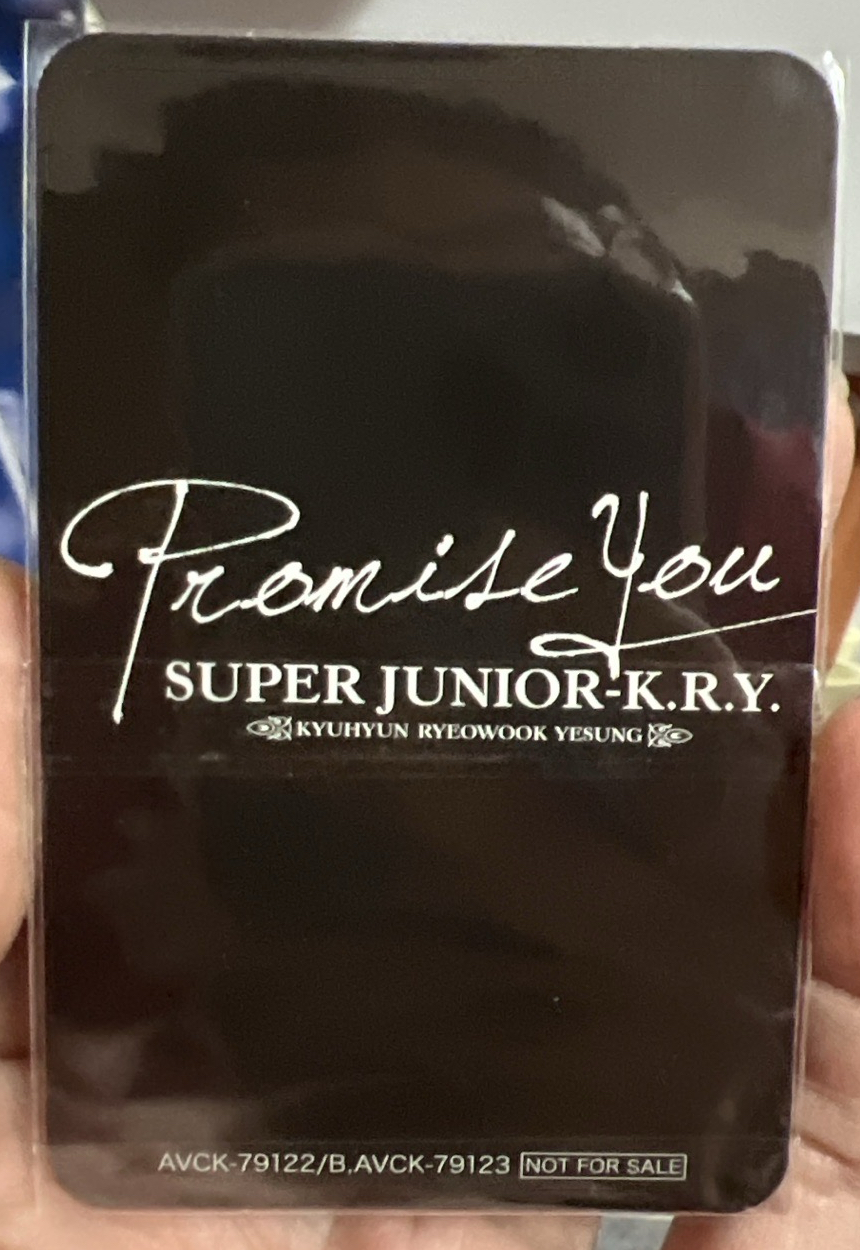 Promise You
SUPER JUNIOR-K.R.Y.
KYUHYUN RYEOWOOK YESUNG
AVCK-79122/B,AVCK-79123 NOT FOR SALE